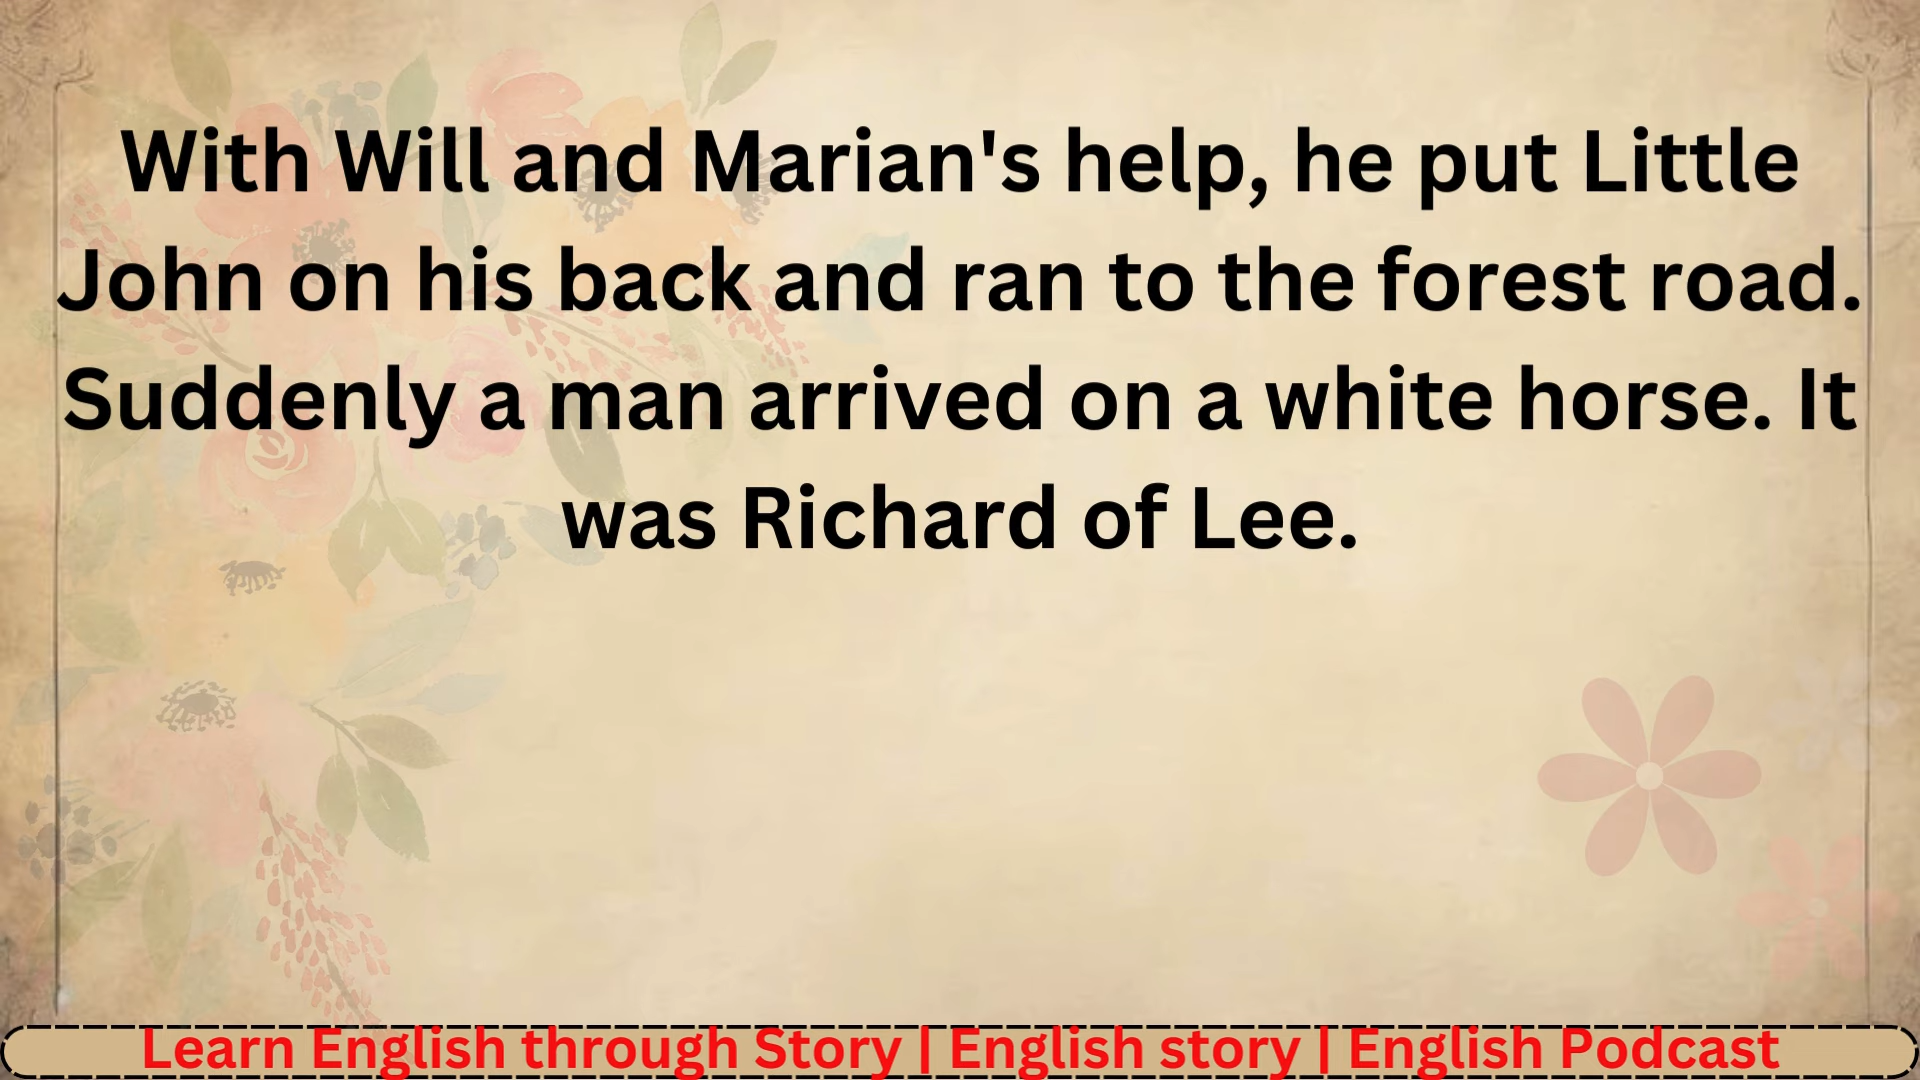 With Will and Marian's help, he put Little
John on his back and ran to the forest road.
Suddenly a man arrived on a white horse. It
was Richard of Lee.
Learn English through Story | English story | English Podcast